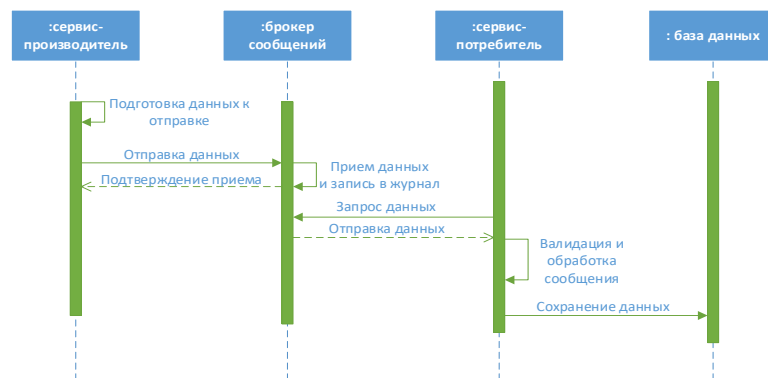 :сервис-
производитель
:брокер
сообщений
:сервис-
потребитель
: база данных
Подготовка данных к
отправке
Отправка данных
Прием данных
и запись в журнал
Подтверждение приема
Запрос данных
Отправка данных
Валидация и
обработка
сообщения
Сохранение данных